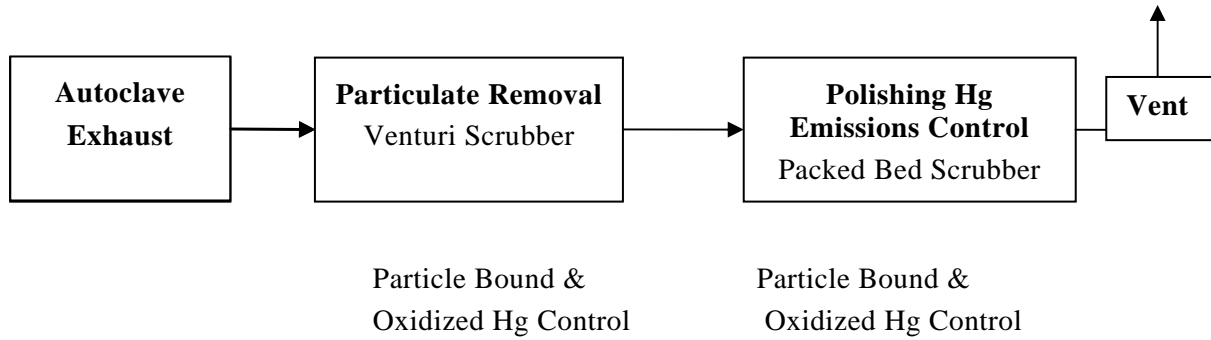 Autoclave
Exhaust
Particulate Removal
Venturi Scrubber
Polishing Hg
Emissions Control
Packed Bed Scrubber
Vent
Particle Bound &
Oxidized Hg Control
Particle Bound &
Oxidized Hg Control